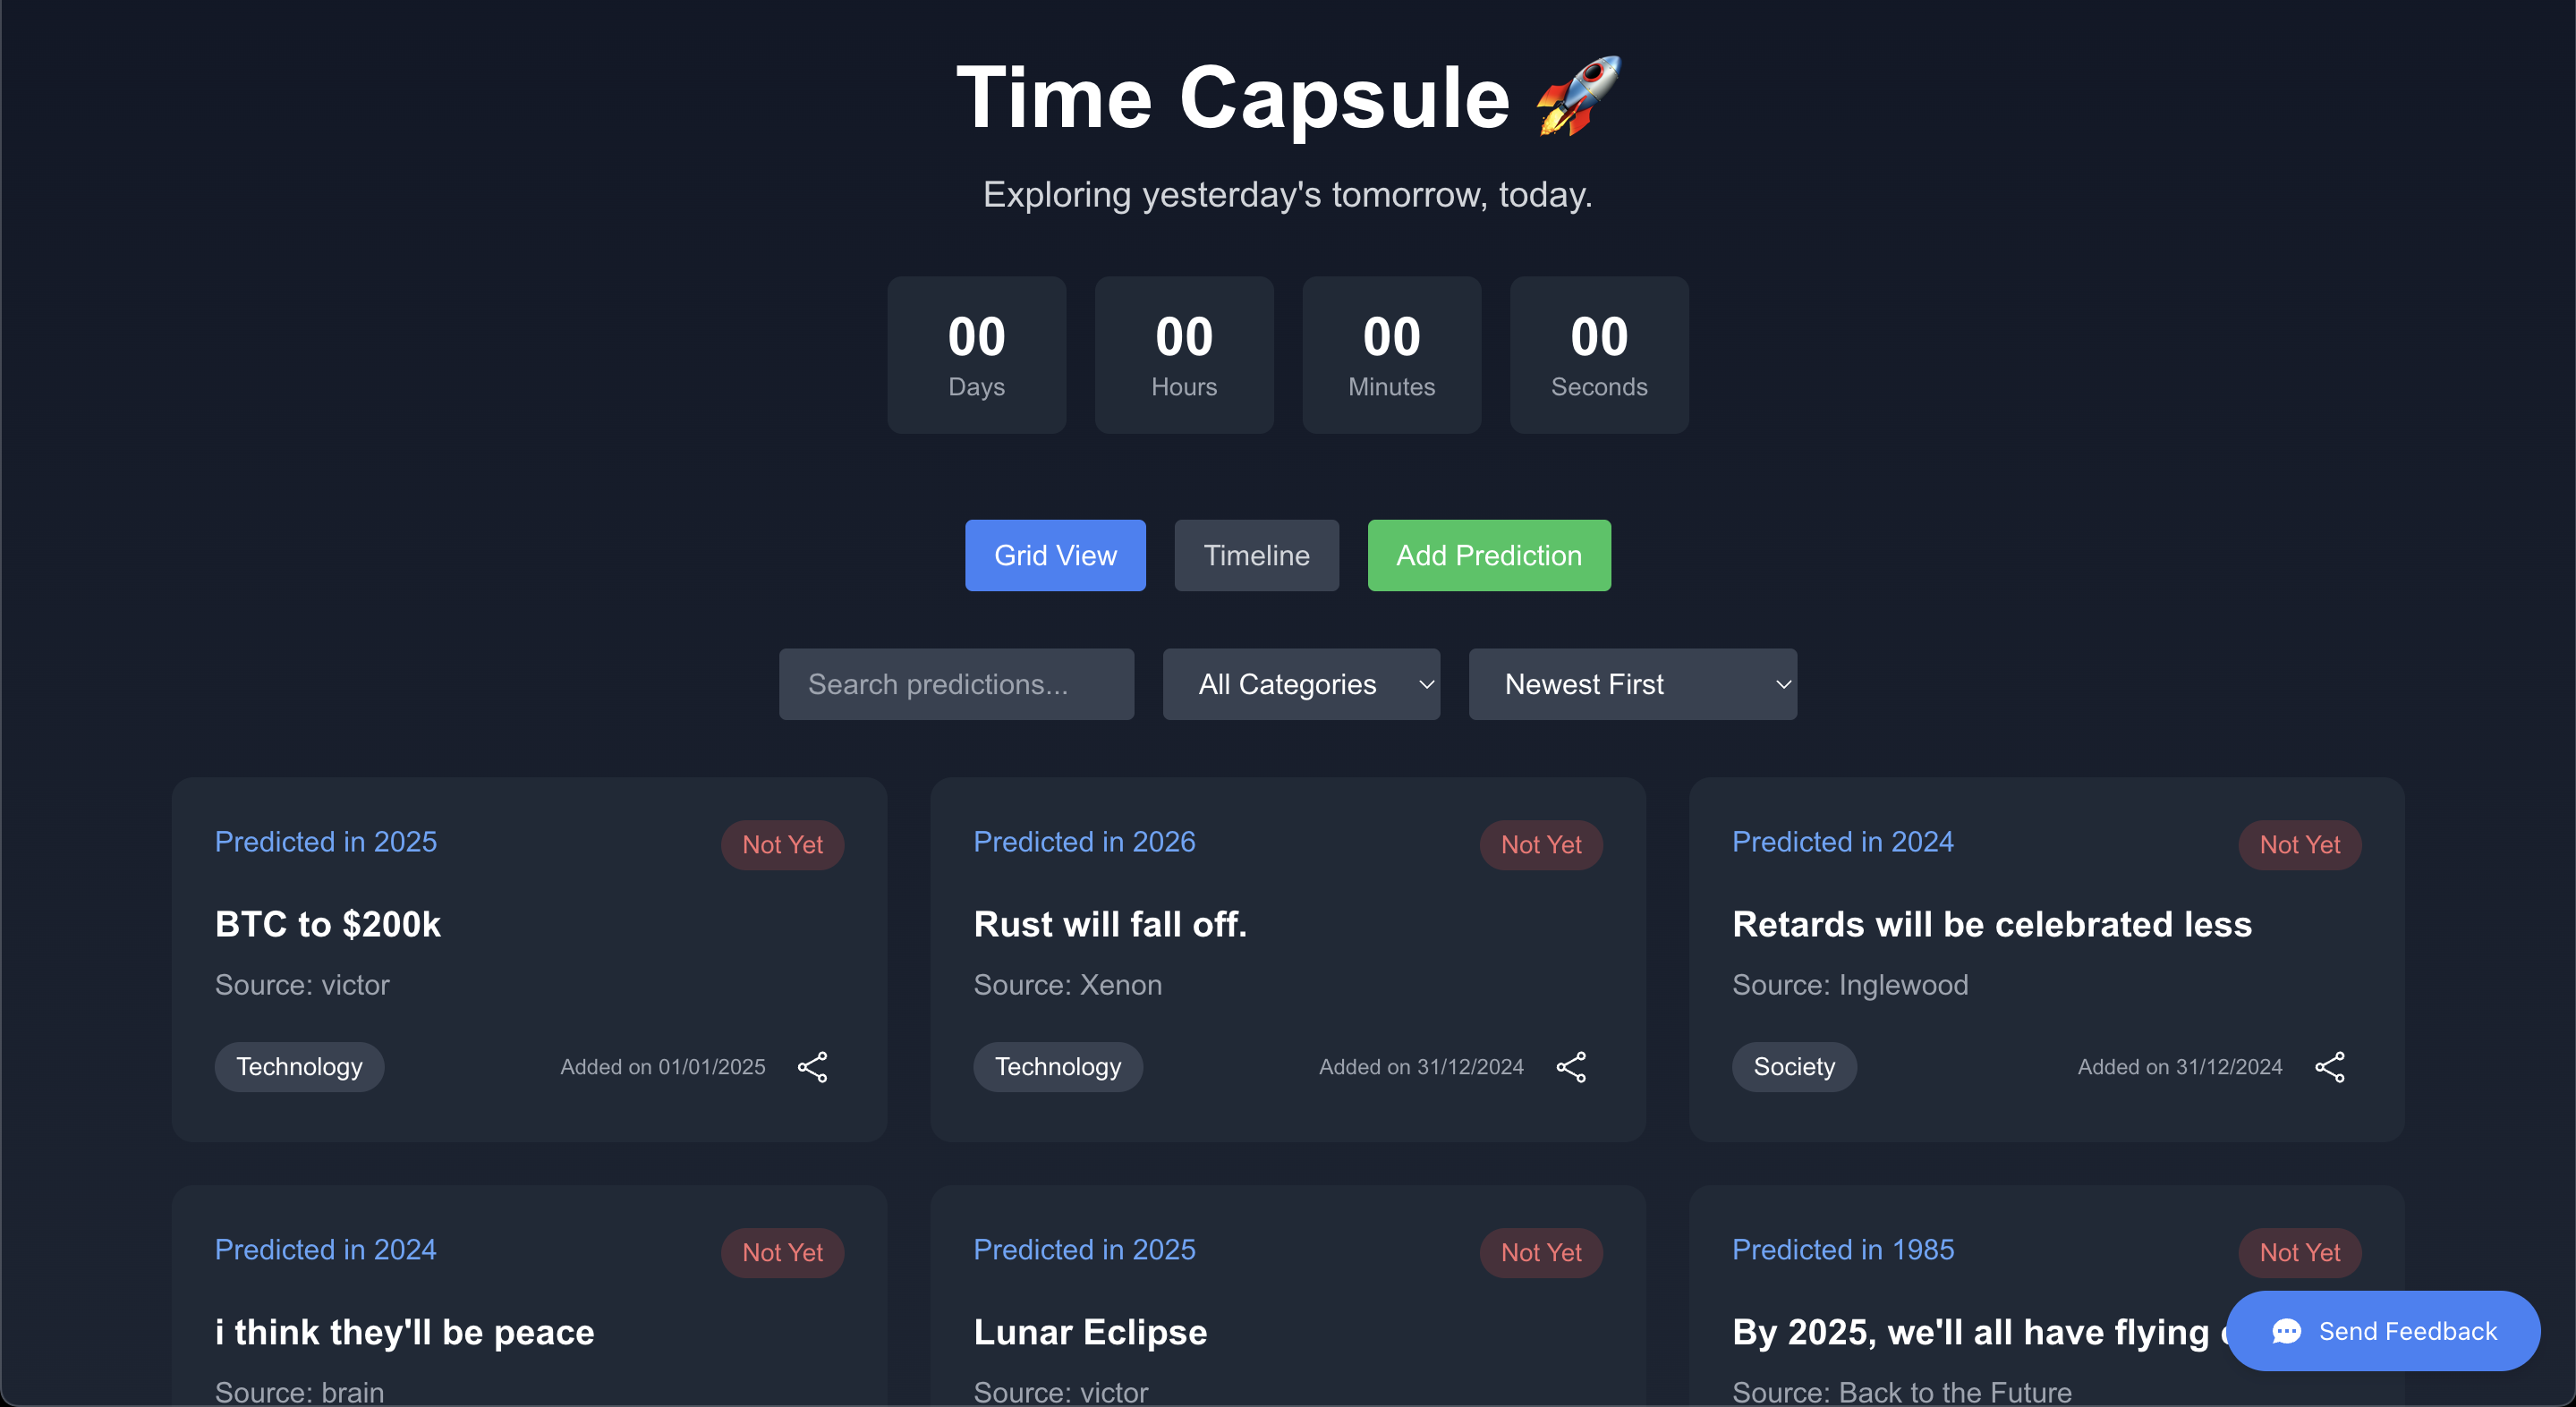 Time Capsule 🚀
Exploring yesterday's tomorrow, today.
00
Days
00
Hours
00
Minutes
00
Seconds
Grid View
Timeline
Add Prediction
Search predictions...
All Categories
Newest First
Predicted in 2025
Not Yet
BTC to $200k
Source: victor
Technology
Added on 01/01/2025
Predicted in 2026
Not Yet
Rust will fall off.
Source: Xenon
Technology
Added on 31/12/2024
Predicted in 2024
Not Yet
Retards will be celebrated less
Source: Inglewood
Society
Added on 31/12/2024
Predicted in 2024
Not Yet
i think they'll be peace
Source: brain
Predicted in 2025
Not Yet
Lunar Eclipse
Source: victor
Predicted in 1985
Not Yet
By 2025, we'll all have flying
Source: Back to the Future
Send Feedback